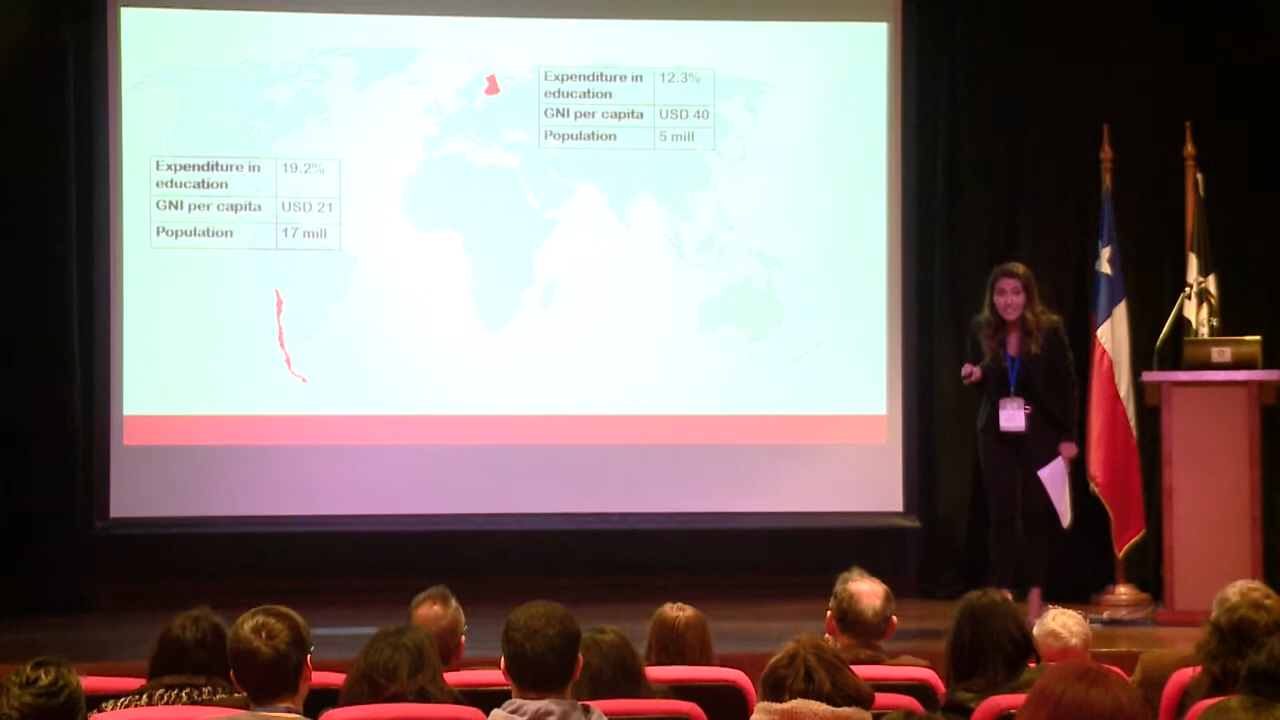 Expenditure in education 12.3%
GNI per capita USD 40
Population 5 mill
Expenditure in education 19.2%
GNI per capita USD 21
Population 17 mill